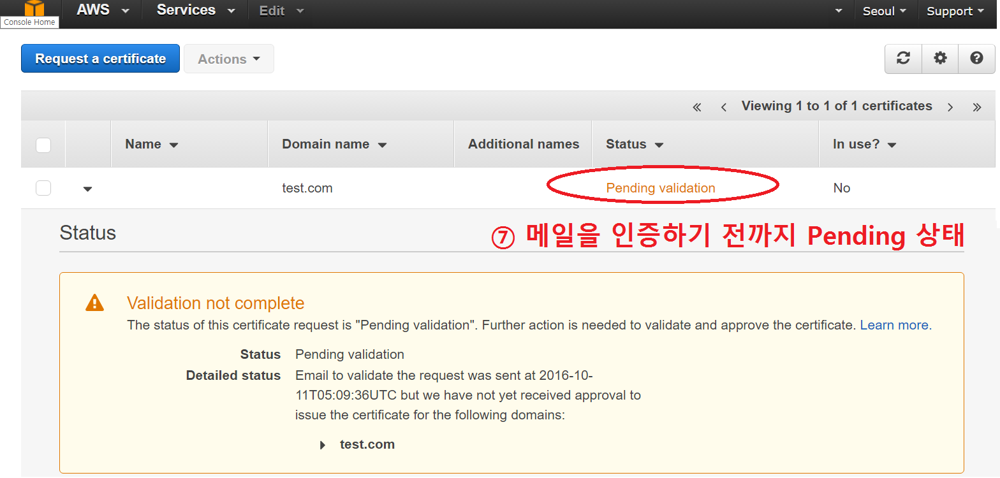 AWS Services Edit Seoul Support
Console Home
Request a certificate Actions
Viewing 1 to 1 of 1 certificates
Name Domain name Additional names Status In use?
test.com Pending validation No
Status
⑦ 메일을 인증하기 전까지 Pending 상태
Validation not complete
The status of this certificate request is "Pending validation". Further action is needed to validate and approve the certificate. Learn more.
Status Pending validation
Detailed status Email to validate the request was sent at 2016-10-
11T05:09:36UTC but we have not yet received approval to
issue the certificate for the following domains:
test.com